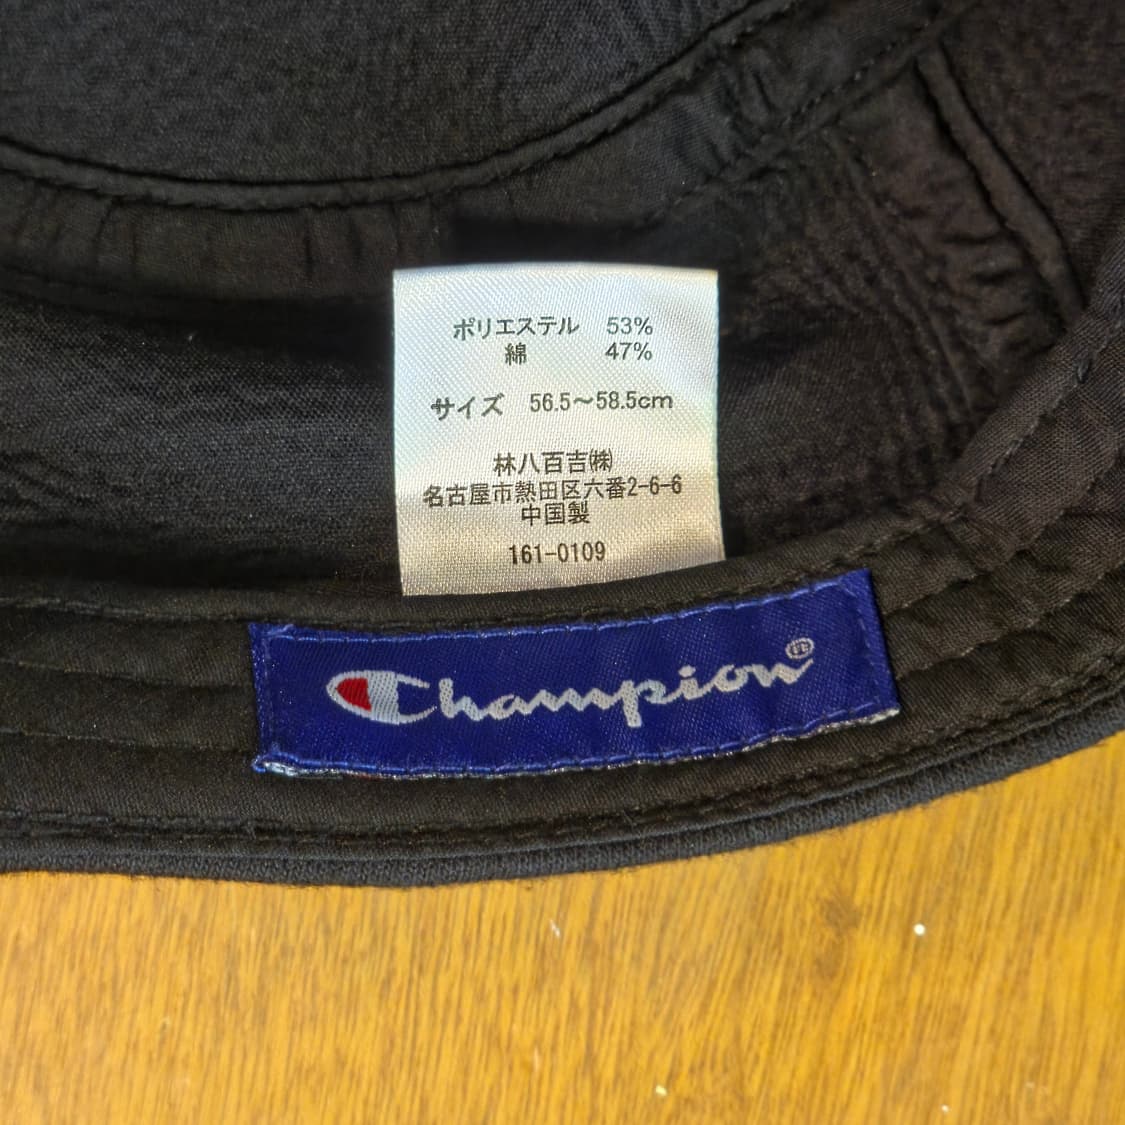 ポリエステル 53%
綿 47%
サイズ 56.5～58.5cm
林八百吉㈱
名古屋市熱田区六番2-6-6
中国製
161-0109
Champion®